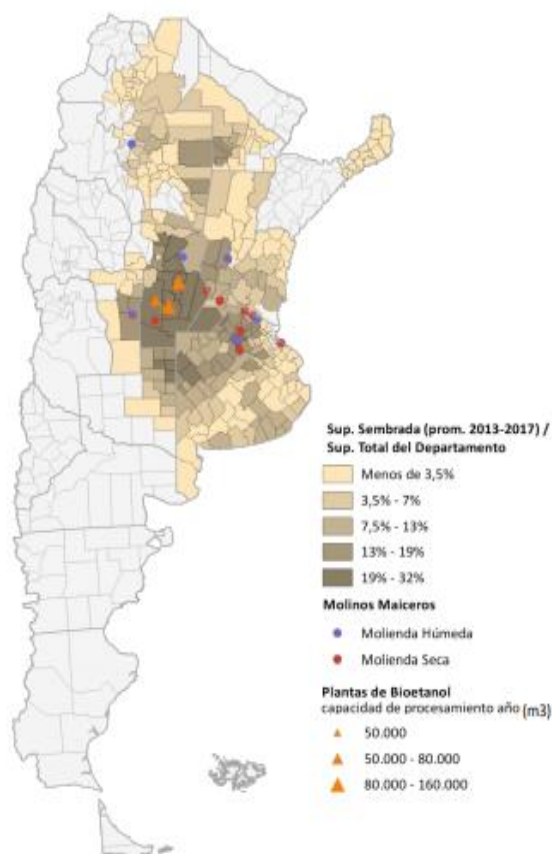 Sup. Sembrada (prom. 2013-2017) /
Sup. Total del Departamento
Menos de 3,5%
3,5% - 7%
7,5% - 13%
13% - 19%
19% - 32%
Molinos Maiceros
Molienda Húmeda
Molienda Seca
Plantas de Bioetanol
capacidad de procesamiento año (m3)
50.000
50.000 - 80.000
80.000 - 160.000